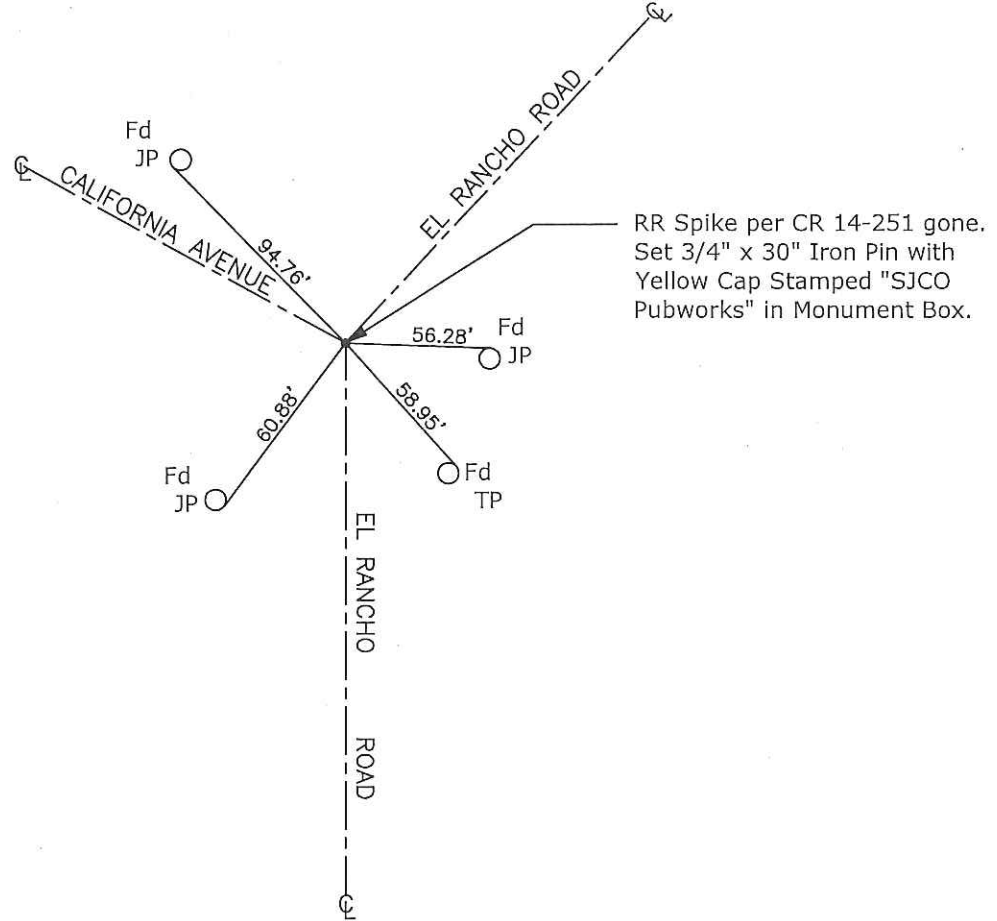 ℄
EL RANCHO ROAD
Fd
JP
℄
CALIFORNIA AVENUE
94.76'
RR Spike per CR 14-251 gone.
Set 3/4" x 30" Iron Pin with
Yellow Cap Stamped "SJCO
Pubworks" in Monument Box.
56.28'
Fd
JP
58.95'
60.88'
Fd
JP
Fd
TP
EL RANCHO ROAD
℄